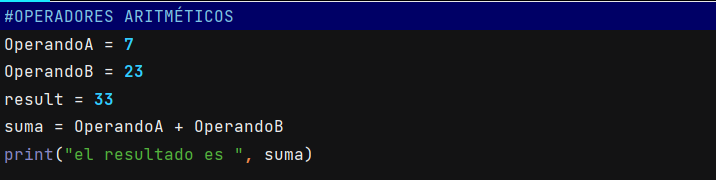 #OPERADORES ARITMÉTICOS
OperandoA = 7
OperandoB = 23
result = 33
suma = OperandoA + OperandoB
print("el resultado es ", suma)